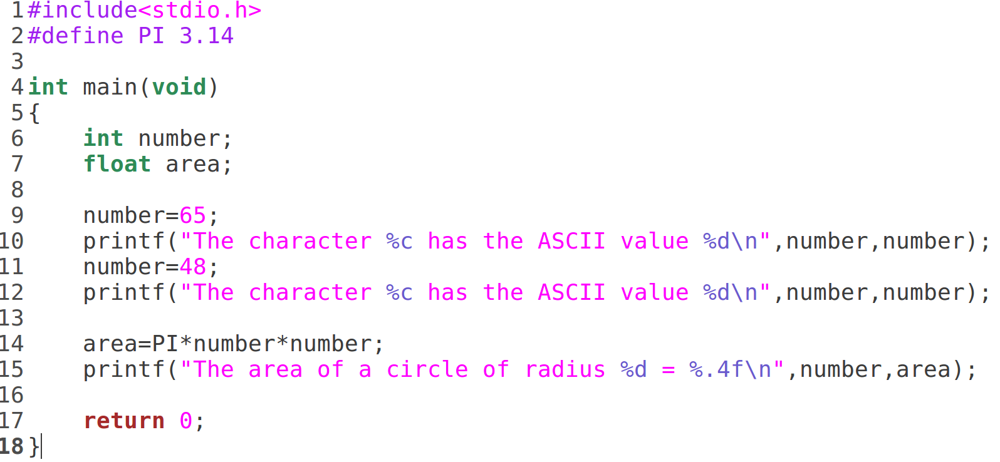 1 #include<stdio.h>
2 #define PI 3.14
3
4 int main(void)
5 {
6     int number;
7     float area;
8
9     number=65;
10     printf("The character %c has the ASCII value %d\n",number,number);
11     number=48;
12     printf("The character %c has the ASCII value %d\n",number,number);
13
14     area=PI*number*number;
15     printf("The area of a circle of radius %d = %.4f\n",number,area);
16
17     return 0;
18 }